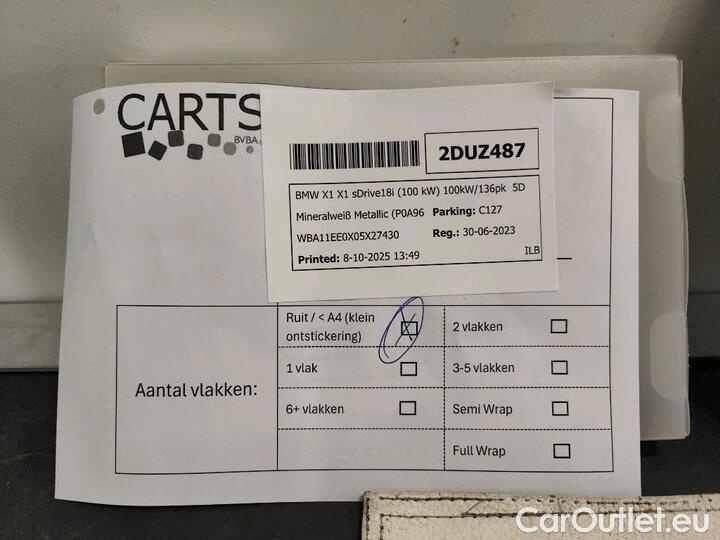 CARTS
BVBA
2DUZ487
BMW X1 X1 sDrive18i (100 kW) 100kW/136pk 5D
Mineralweiß Metallic (P0A96 Parking: C127
WBA11EE0X05X27430 Reg.: 30-06-2023
Printed: 8-10-2025 13:49 ILB
Aantal vlakken:
Ruit / < A4 (klein
ontstickering)
2 vlakken
1 vlak
3-5 vlakken
6+ vlakken
Semi Wrap
Full Wrap
CarOutlet.eu